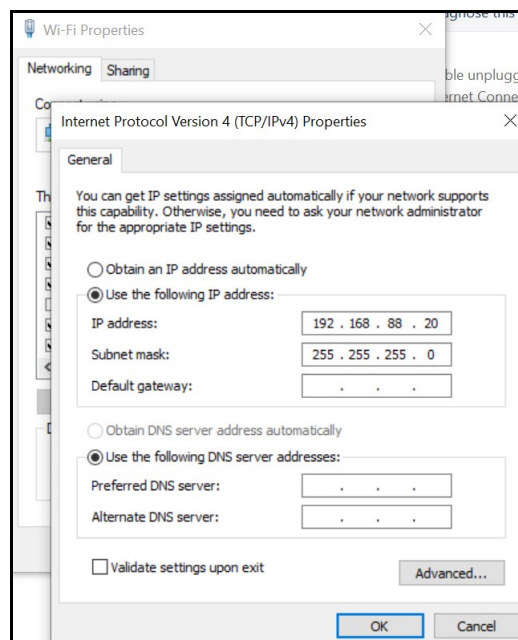 agnose this
Wi-Fi Properties
Networking
Sharing
ble unplugg
ernet Conne
Internet Protocol Version 4 (TCP/IPv4) Properties
General
Th
You can get IP settings assigned automatically if your network supports
this capability. Otherwise, you need to ask your network administrator
for the appropriate IP settings.
Obtain an IP address automatically
Use the following IP address:
IP address: 192 . 168 . 88 . 20
Subnet mask: 255 . 255 . 255 . 0
Default gateway: . . .
Obtain DNS server address automatically
Use the following DNS server addresses:
Preferred DNS server: . . .
Alternate DNS server: . . .
Validate settings upon exit
Advanced...
OK
Cancel